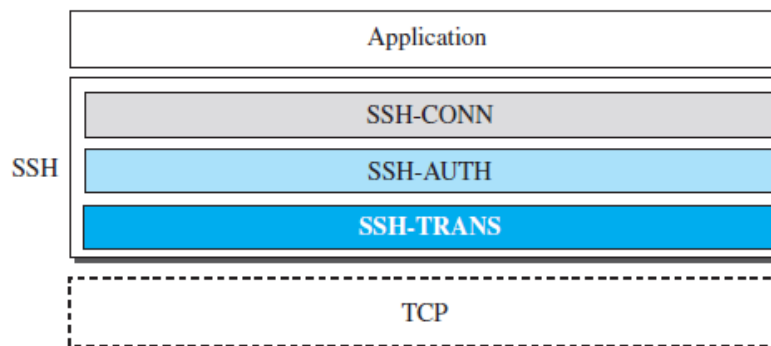 Application
SSH-CONN
SSH
SSH-AUTH
SSH-TRANS
TCP